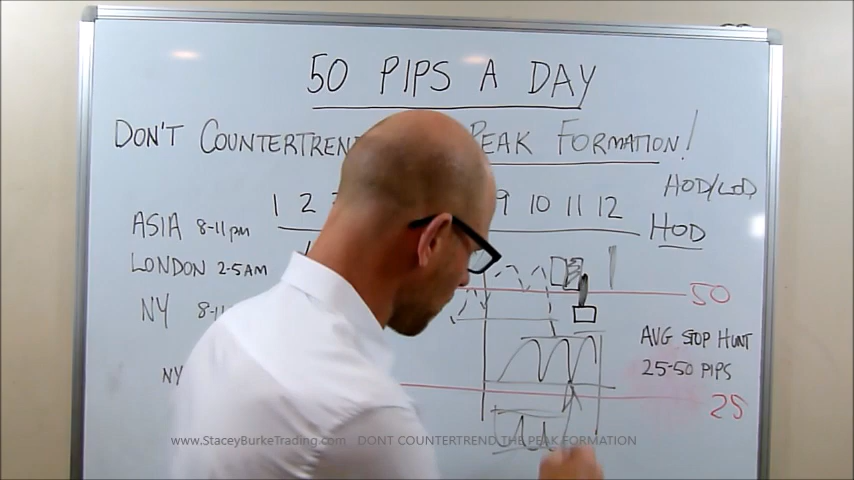 50 PIPS A DAY
DON'T COUNTERTREND PEAK FORMATION!
HOD/LOD
1 2 9 10 11 12
ASIA 8-11pm
HOD
LONDON 2-5AM
50
NY 8-11
AVG STOP HUNT
25-50 PIPS
NY
25
www.StaceyBurkeTrading.com DONT COUNTERTREND THE PEAK FORMATION